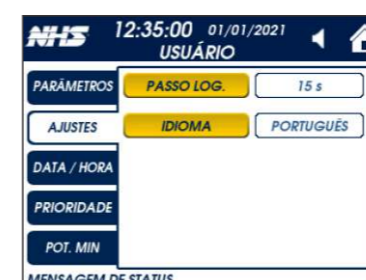 NHS 12:35:00 01/01/2021
USUÁRIO
PARÂMETROS PASSO LOG. 15 s
AJUSTES IDIOMA PORTUGUÊS
DATA / HORA
PRIORIDADE
POT. MIN
MENSAGEM DE STATUS